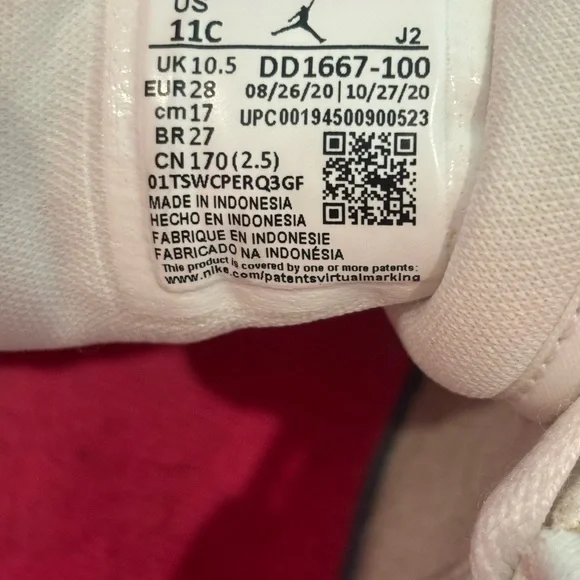 US
11C
J2
UK 10.5 DD1667-100
EUR 28 08/26/20 | 10/27/20
cm 17 UPC00194500900523
BR 27
CN 170 (2.5)
01TSWCPERQ3GF
MADE IN INDONESIA
HECHO EN INDONESIA
FABRIQUE EN INDONESIE
FABRICADO NA INDONÉSIA
This product is covered by one or more patents:
www.nike.com/patentsvirtualmarking